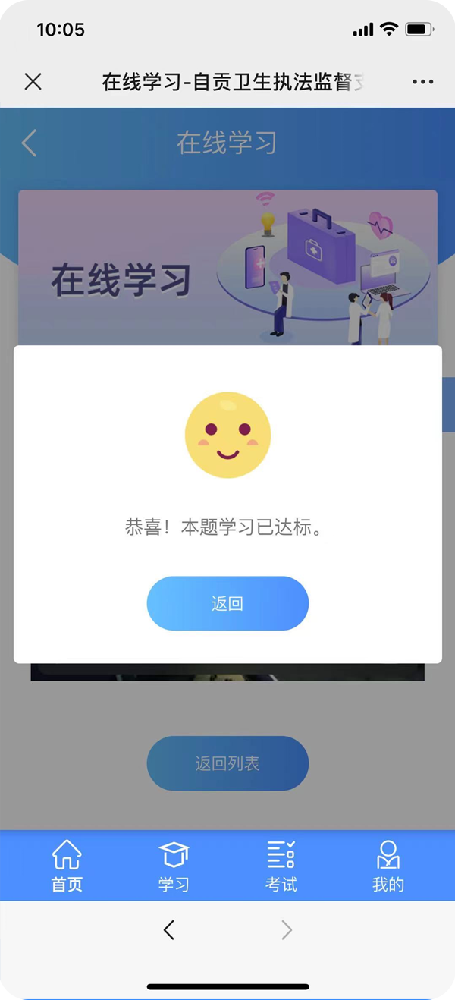 10:05
在线学习-自贡卫生执法监督
在线学习
在线学习
恭喜！本题学习已达标。
返回
返回列表
首页 学习 考试 我的